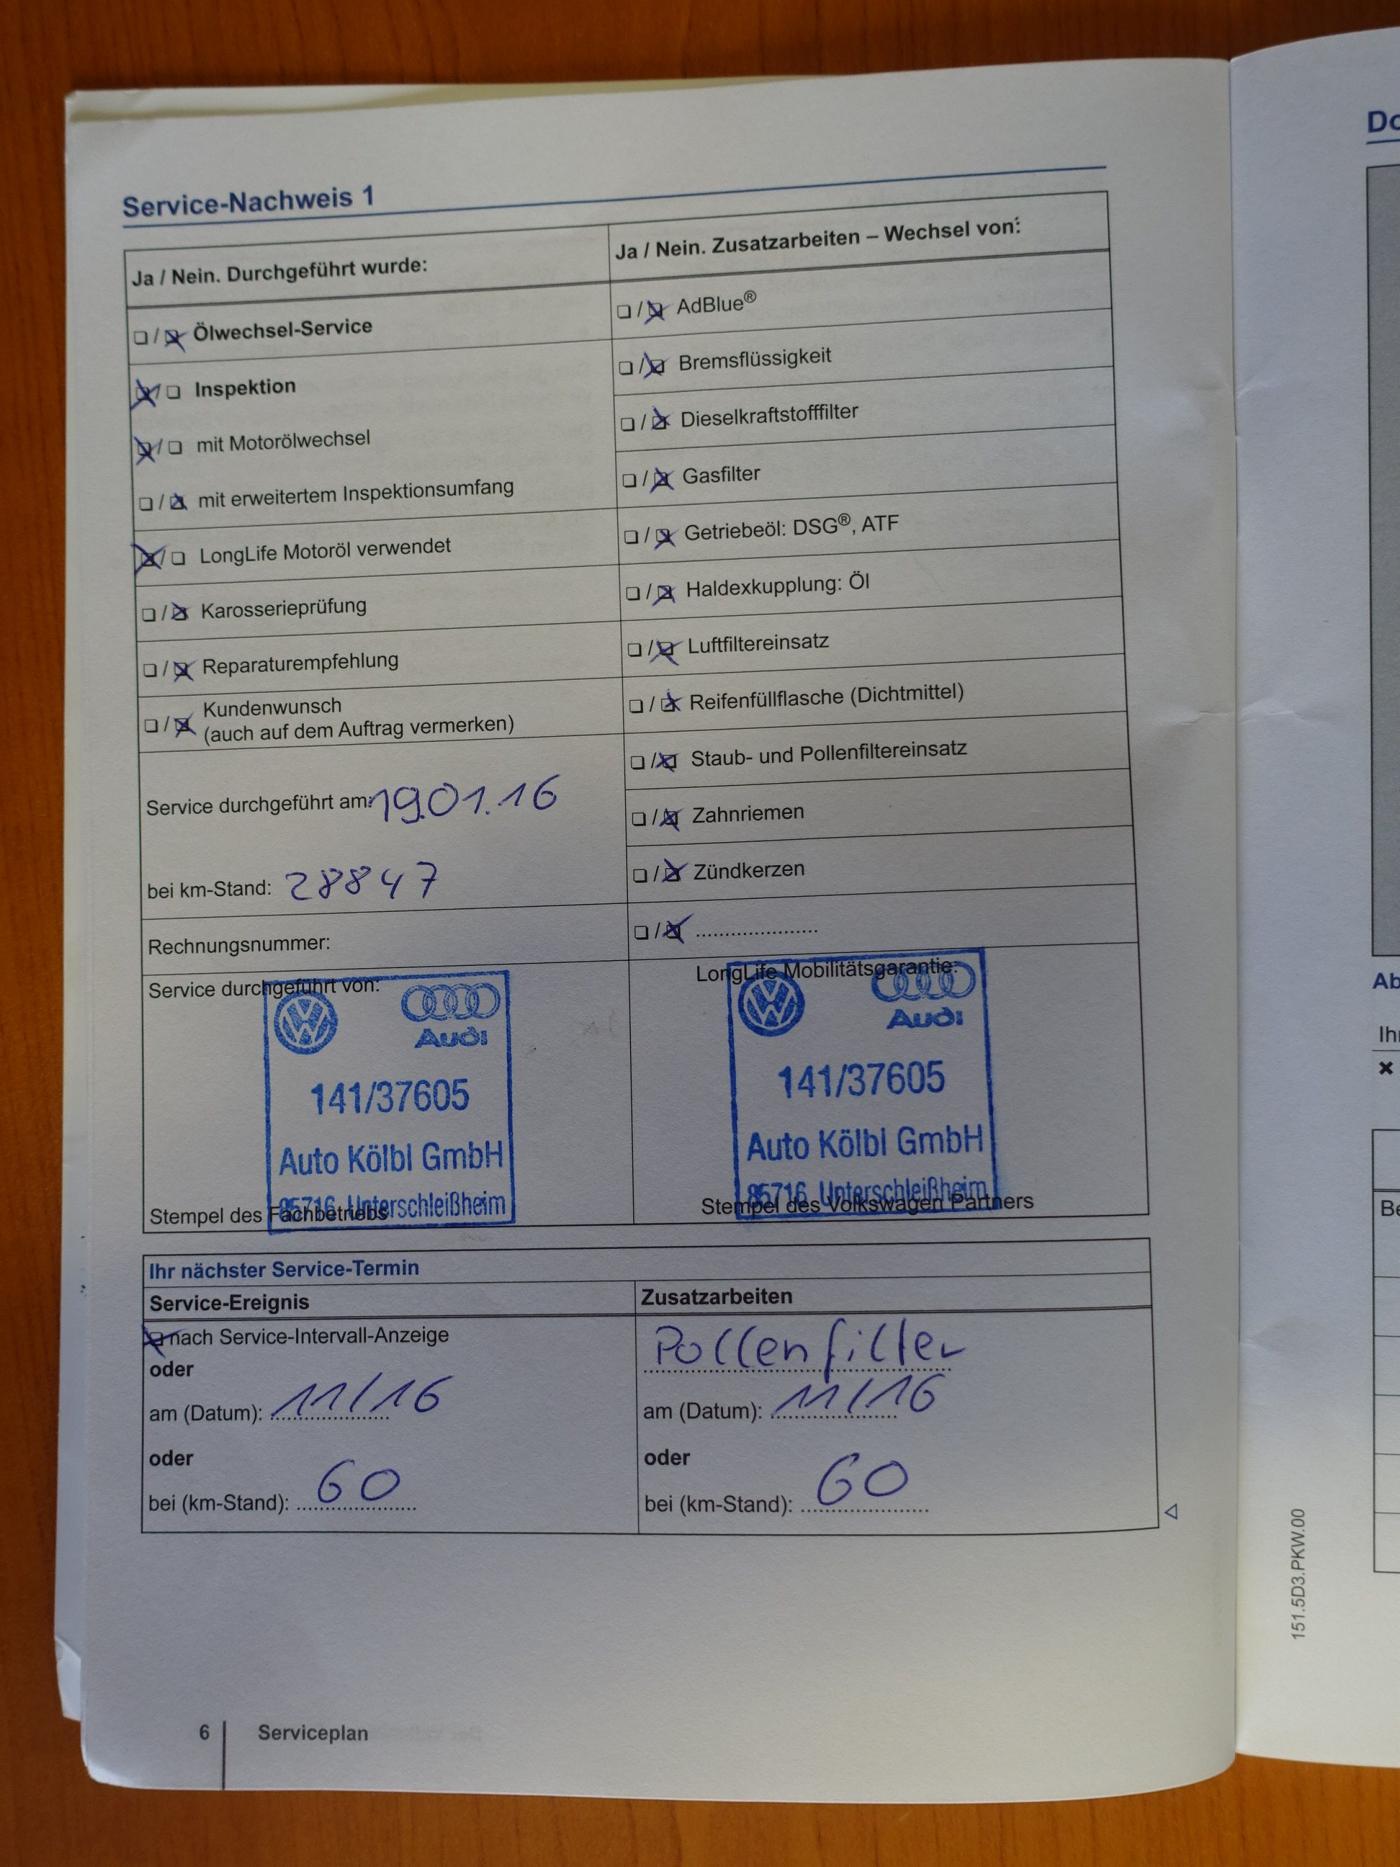 Service-Nachweis 1
Ja / Nein. Durchgeführt wurde:
❏ / ☒ Ölwechsel-Service
☒ / ❏ Inspektion
☒ / ❏ mit Motorölwechsel
❏ / ☒ mit erweitertem Inspektionsumfang
☒ / ❏ LongLife Motoröl verwendet
❏ / ☒ Karosserieprüfung
❏ / ☒ Reparaturempfehlung
❏ / ☒ Kundenwunsch
(auch auf dem Auftrag vermerken)
Service durchgeführt am: 19.01.16
bei km-Stand: 28847
Rechnungsnummer:
Ja / Nein. Zusatzarbeiten – Wechsel von:
❏ / ☒ AdBlue®
❏ / ☒ Bremsflüssigkeit
❏ / ☒ Dieselkraftstofffilter
❏ / ☒ Gasfilter
❏ / ☒ Getriebeöl: DSG®, ATF
❏ / ☒ Haldexkupplung: Öl
❏ / ☒ Luftfiltereinsatz
❏ / ☒ Reifenfüllflasche (Dichtmittel)
❏ / ☒ Staub- und Pollenfiltereinsatz
❏ / ☒ Zahnriemen
❏ / ☒ Zündkerzen
❏ / ☒ .....................
Service durchgeführt von:
Audi
141/37605
Auto Kölbl GmbH
85716 Unterschleißheim
Stempel des Fachbetriebs
LongLife Mobilitätsgarantie:
Audi
141/37605
Auto Kölbl GmbH
85716 Unterschleißheim
Stempel des Volkswagen Partners
Ihr nächster Service-Termin
Service-Ereignis
☒ nach Service-Intervall-Anzeige
oder
am (Datum): 11/16
oder
bei (km-Stand): 60
Zusatzarbeiten
Pollenfilter
am (Datum): 11/16
oder
bei (km-Stand): 60
6 Serviceplan
151.5D3.PKW.00